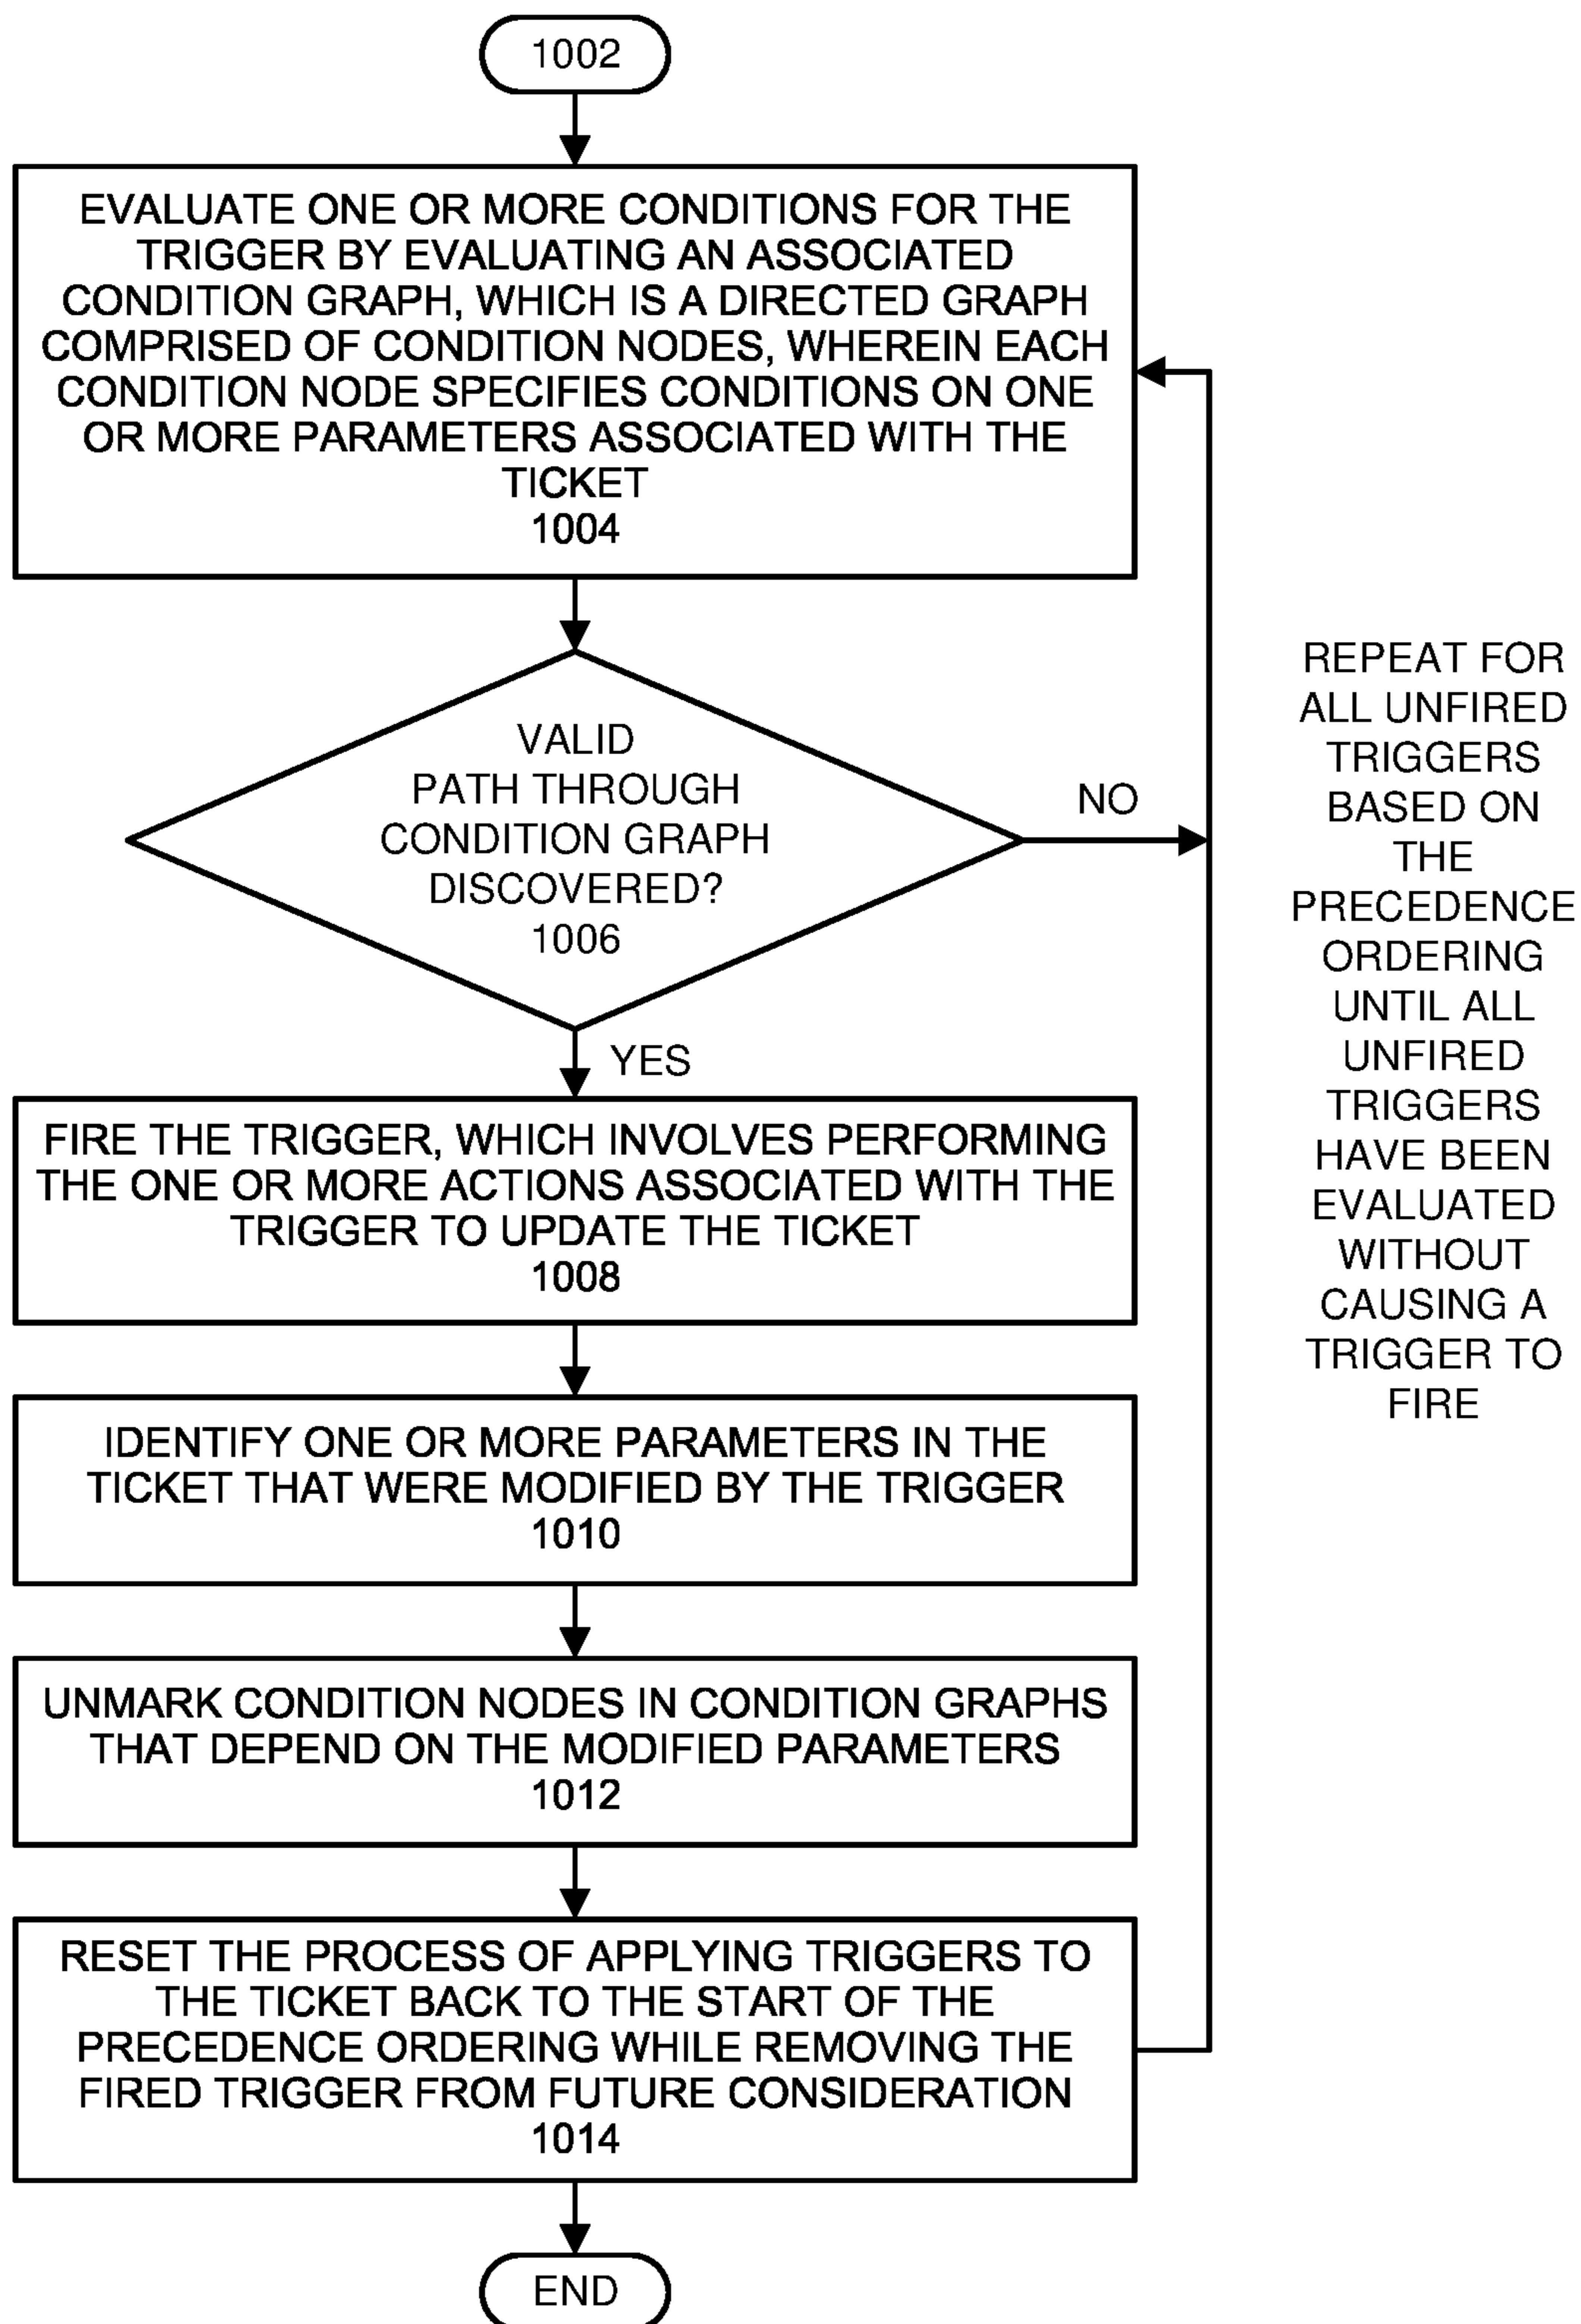 1002
EVALUATE ONE OR MORE CONDITIONS FOR THE
TRIGGER BY EVALUATING AN ASSOCIATED
CONDITION GRAPH, WHICH IS A DIRECTED GRAPH
COMPRISED OF CONDITION NODES, WHEREIN EACH
CONDITION NODE SPECIFIES CONDITIONS ON ONE
OR MORE PARAMETERS ASSOCIATED WITH THE
TICKET
1004
VALID
PATH THROUGH
CONDITION GRAPH
DISCOVERED?
1006
NO
YES
FIRE THE TRIGGER, WHICH INVOLVES PERFORMING
THE ONE OR MORE ACTIONS ASSOCIATED WITH THE
TRIGGER TO UPDATE THE TICKET
1008
IDENTIFY ONE OR MORE PARAMETERS IN THE
TICKET THAT WERE MODIFIED BY THE TRIGGER
1010
UNMARK CONDITION NODES IN CONDITION GRAPHS
THAT DEPEND ON THE MODIFIED PARAMETERS
1012
RESET THE PROCESS OF APPLYING TRIGGERS TO
THE TICKET BACK TO THE START OF THE
PRECEDENCE ORDERING WHILE REMOVING THE
FIRED TRIGGER FROM FUTURE CONSIDERATION
1014
END
REPEAT FOR
ALL UNFIRED
TRIGGERS
BASED ON
THE
PRECEDENCE
ORDERING
UNTIL ALL
UNFIRED
TRIGGERS
HAVE BEEN
EVALUATED
WITHOUT
CAUSING A
TRIGGER TO
FIRE